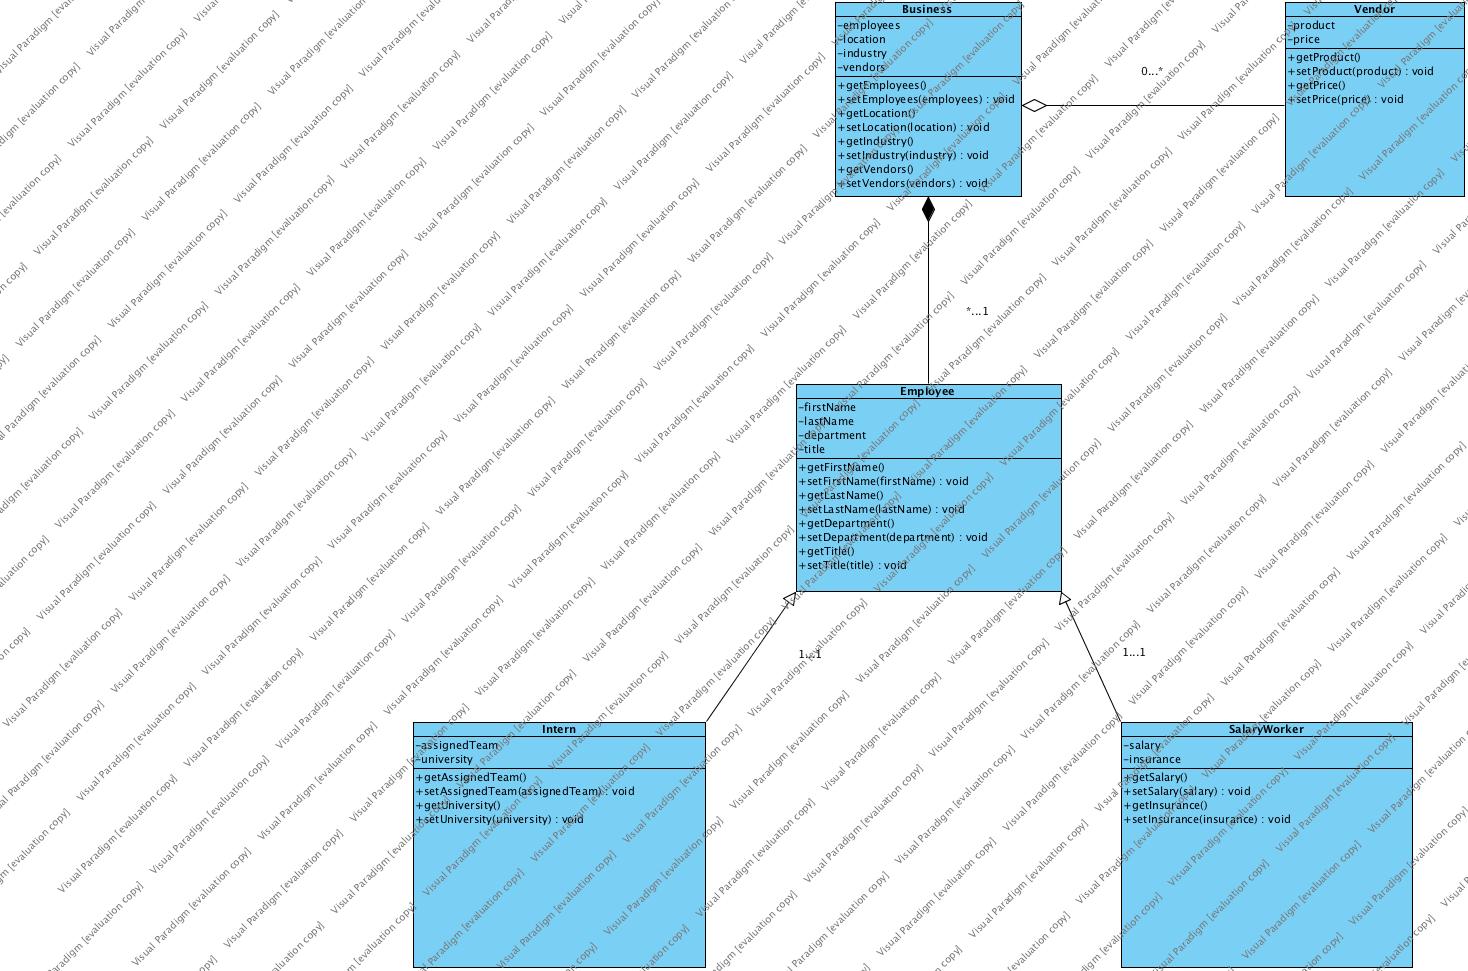 Business
-employees
-location
-industry
-vendors
+getEmployees()
+setEmployees(employees) : void
+getLocation()
+setLocation(location) : void
+getIndustry()
+setIndustry(industry) : void
+getVendors()
+setVendors(vendors) : void
0...*
Vendor
-product
-price
+getProduct()
+setProduct(product) : void
+getPrice()
+setPrice(price) : void
*...1
Employee
-firstName
-lastName
-department
-title
+getFirstName()
+setFirstName(firstName) : void
+getLastName()
+setLastName(lastName) : void
+getDepartment()
+setDepartment(department) : void
+getTitle()
+setTitle(title) : void
1...1
1...1
Intern
-assignedTeam
-university
+getAssignedTeam()
+setAssignedTeam(assignedTeam) : void
+getUniversity()
+setUniversity(university) : void
SalaryWorker
-salary
-insurance
+getSalary()
+setSalary(salary) : void
+getInsurance()
+setInsurance(insurance) : void
Visual Paradigm [evaluation copy]